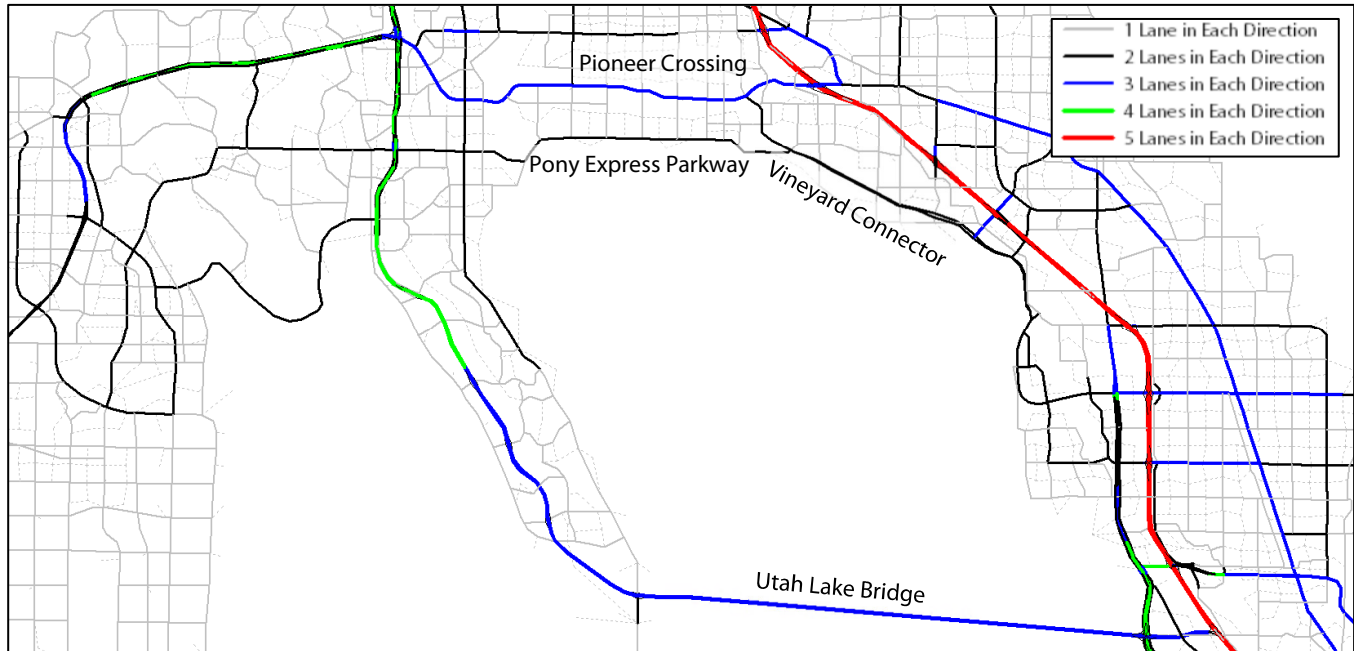 1 Lane in Each Direction
2 Lanes in Each Direction
3 Lanes in Each Direction
4 Lanes in Each Direction
5 Lanes in Each Direction
Pioneer Crossing
Pony Express Parkway
Vineyard Connector
Utah Lake Bridge